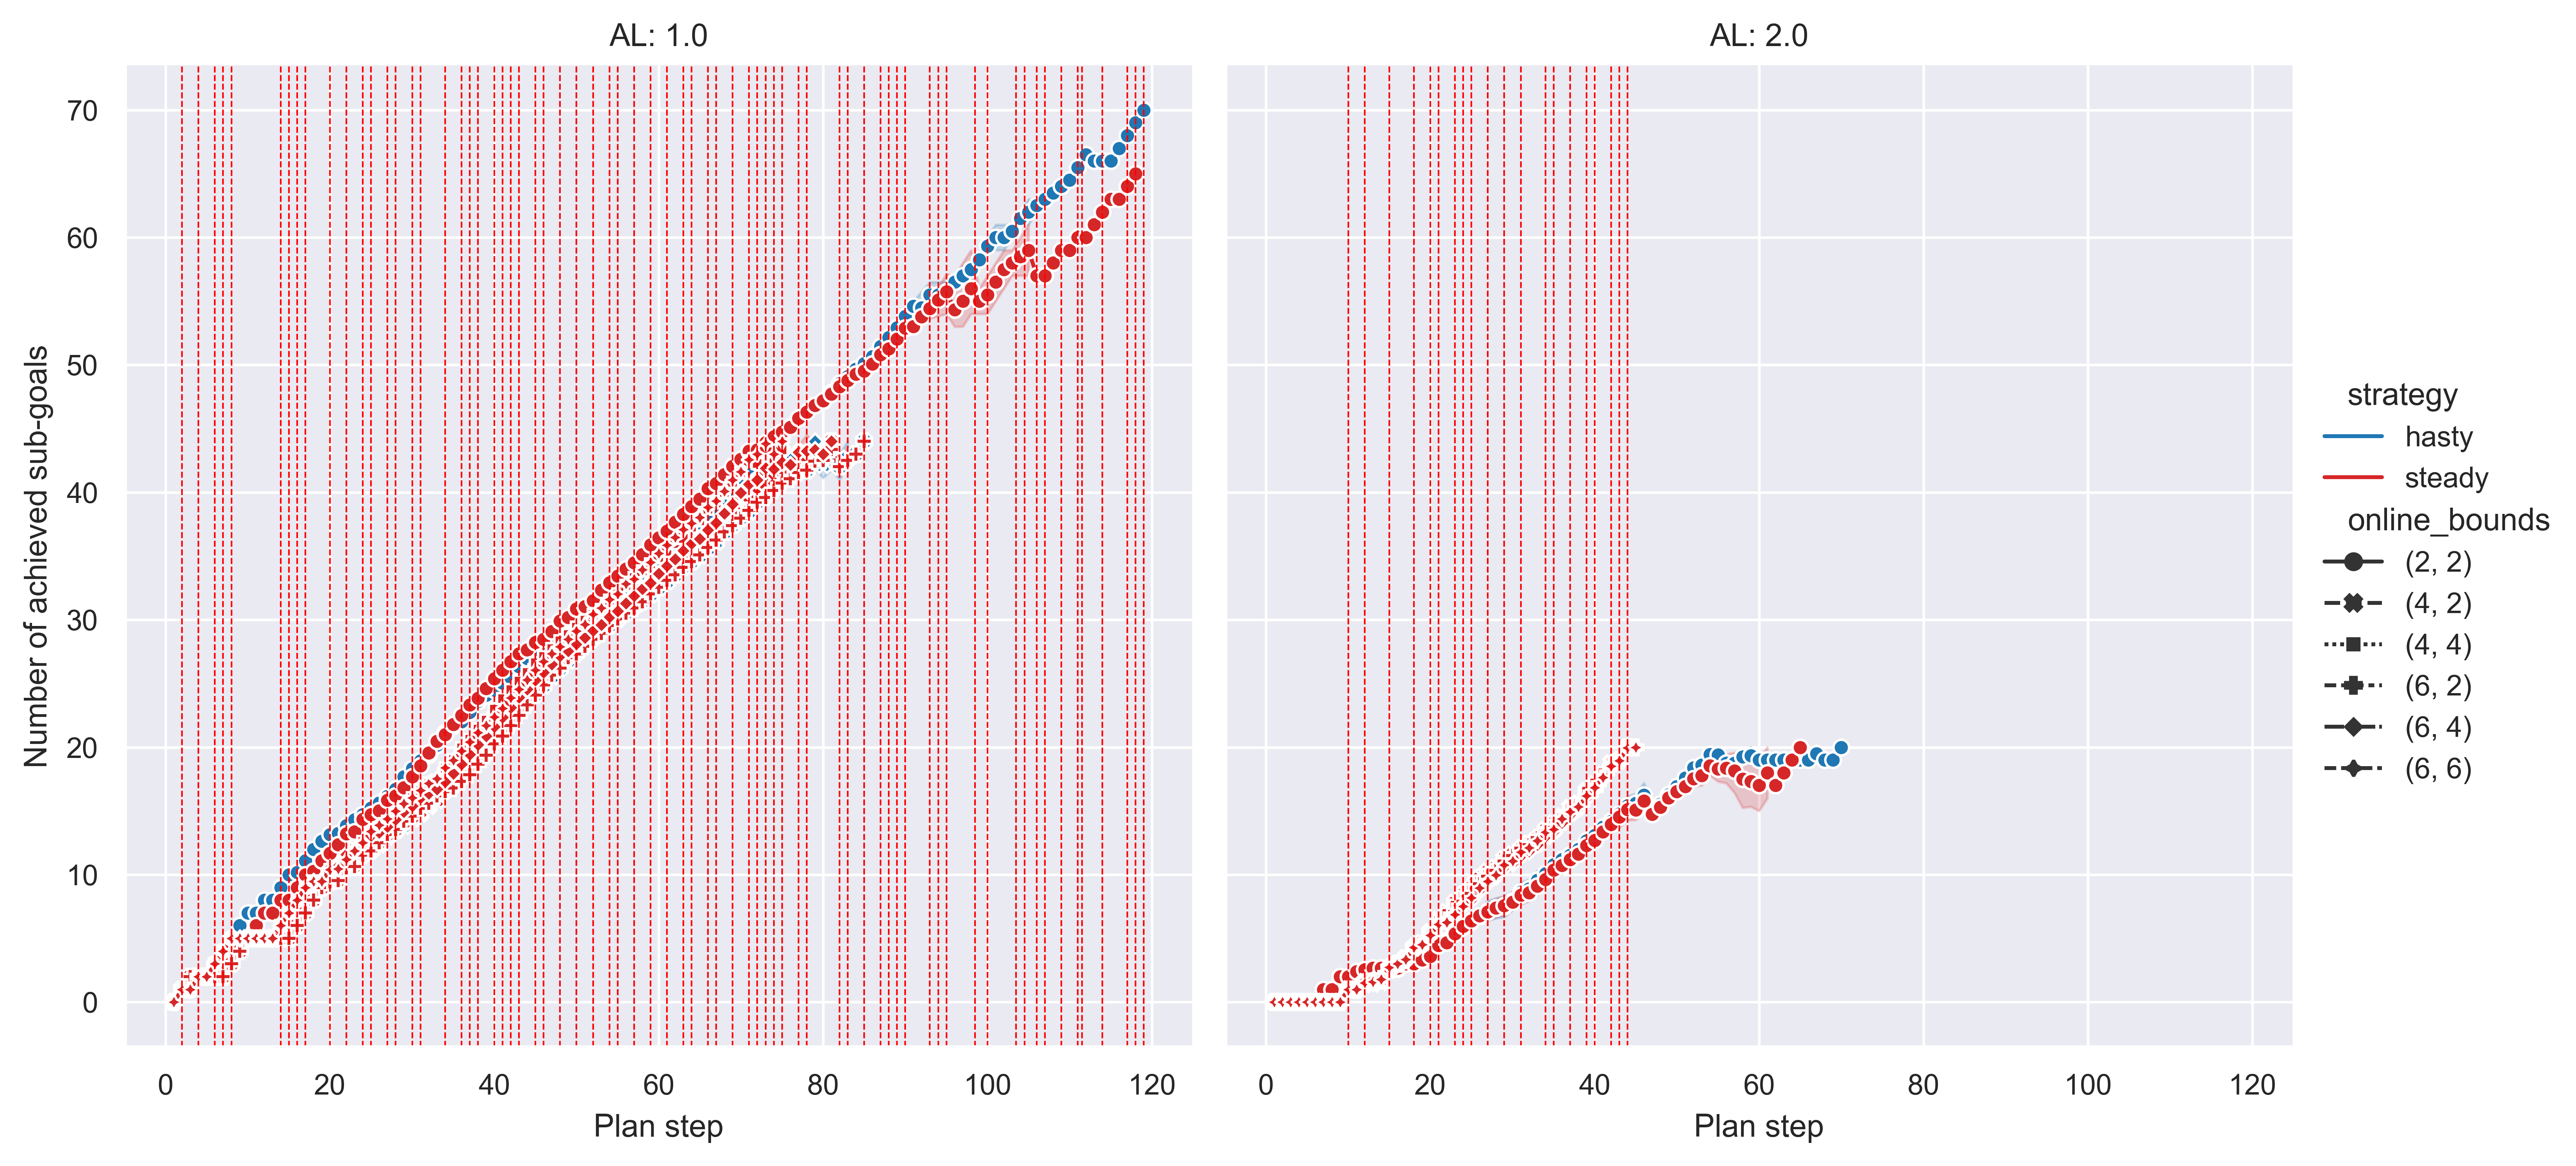 AL: 1.0
AL: 2.0
Number of achieved sub-goals
70
60
50
40
30
20
10
0
0 20 40 60 80 100 120
0 20 40 60 80 100 120
Plan step
Plan step
strategy
hasty
steady
online_bounds
(2, 2)
(4, 2)
(4, 4)
(6, 2)
(6, 4)
(6, 6)